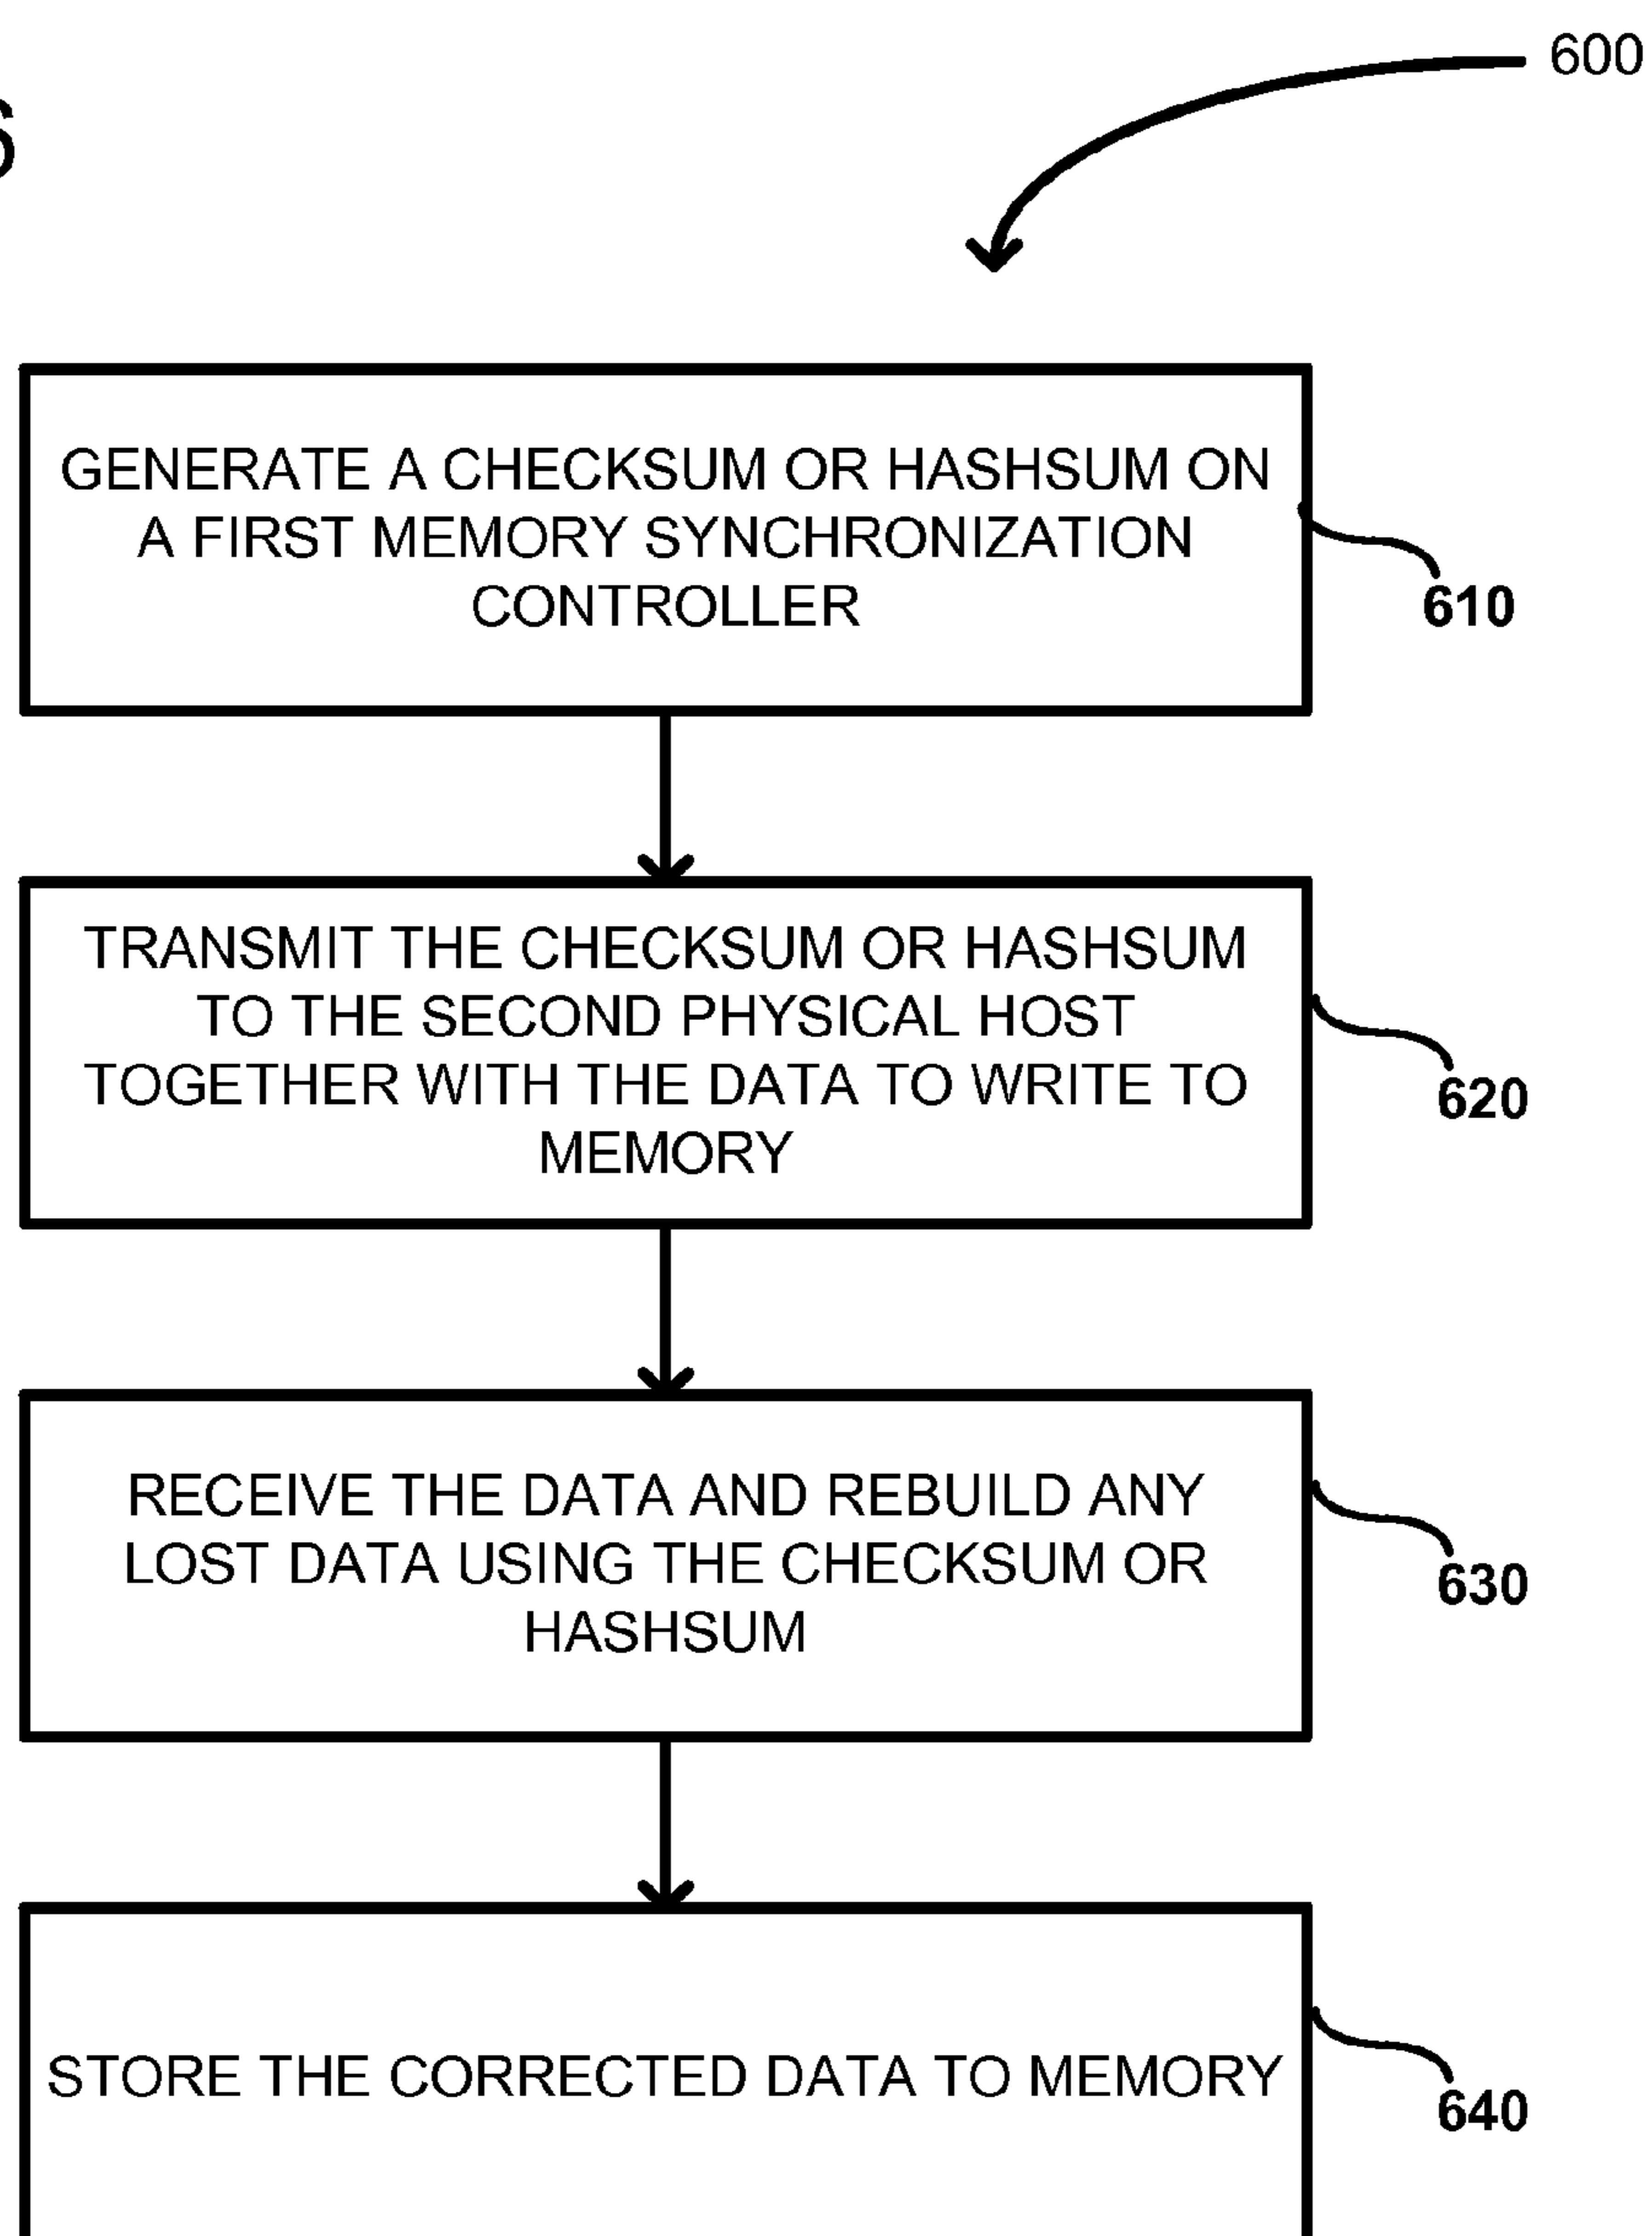 600
GENERATE A CHECKSUM OR HASHSUM ON
A FIRST MEMORY SYNCHRONIZATION
CONTROLLER
610
TRANSMIT THE CHECKSUM OR HASHSUM
TO THE SECOND PHYSICAL HOST
TOGETHER WITH THE DATA TO WRITE TO
MEMORY
620
RECEIVE THE DATA AND REBUILD ANY
LOST DATA USING THE CHECKSUM OR
HASHSUM
630
STORE THE CORRECTED DATA TO MEMORY
640